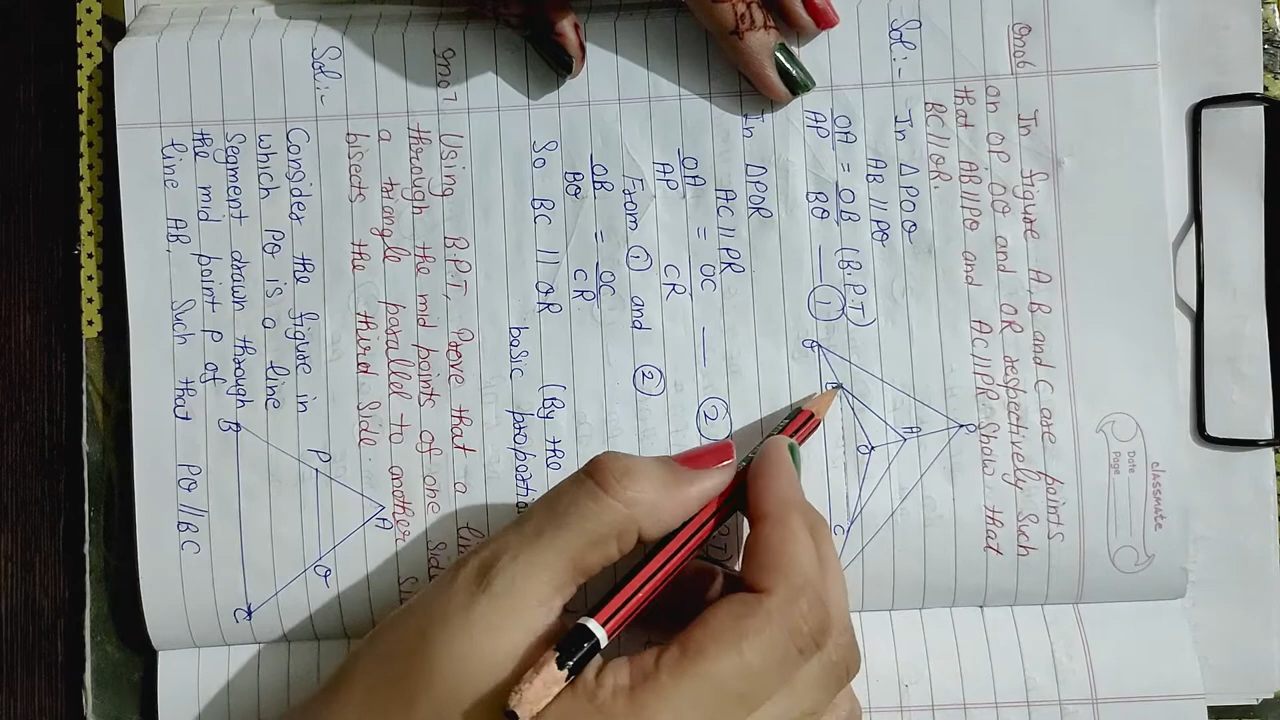 classmate
Date
Page
Qno6 In figure A, B and C are points
on OP, OQ and OR respectively such
that AB||PQ and AC||PR Show that
BC||QR.
Sol:- In ΔPOQ
AB || PQ
OA = OB (B.P.T)
AP BQ — ①
In ΔPOR
AC || PR
OA = OC — ②
AP CR
From ① and ②
OB = OC
BQ CR
So BC || QR (By the
basic
P.T)
Qno7 Using B.P.T, Prove that a
through the mid points of one side
a triangle parallel to another
bisects the third side.
Sol:- Consider the figure in
which PQ is a line
Segment drawn through
the mid point P of
line AB. Such that PQ || BC
P
A
B
O
C
Q
A
P
Q
B
C